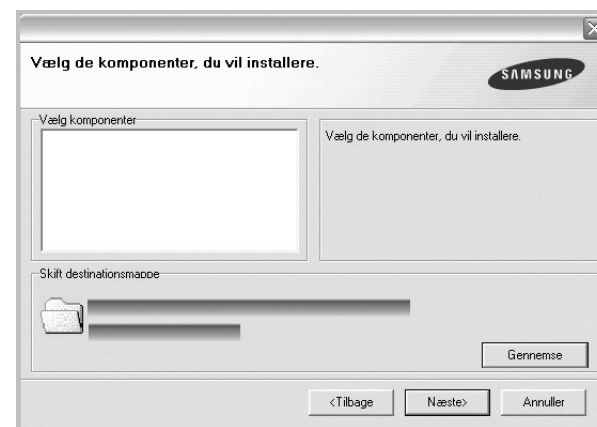 Vælg de komponenter, du vil installere.
SAMSUNG
Vælg komponenter
Vælg de komponenter, du vil installere.
Skift destinationsmappe
Gennemse
<Tilbage
Næste>
Annuller